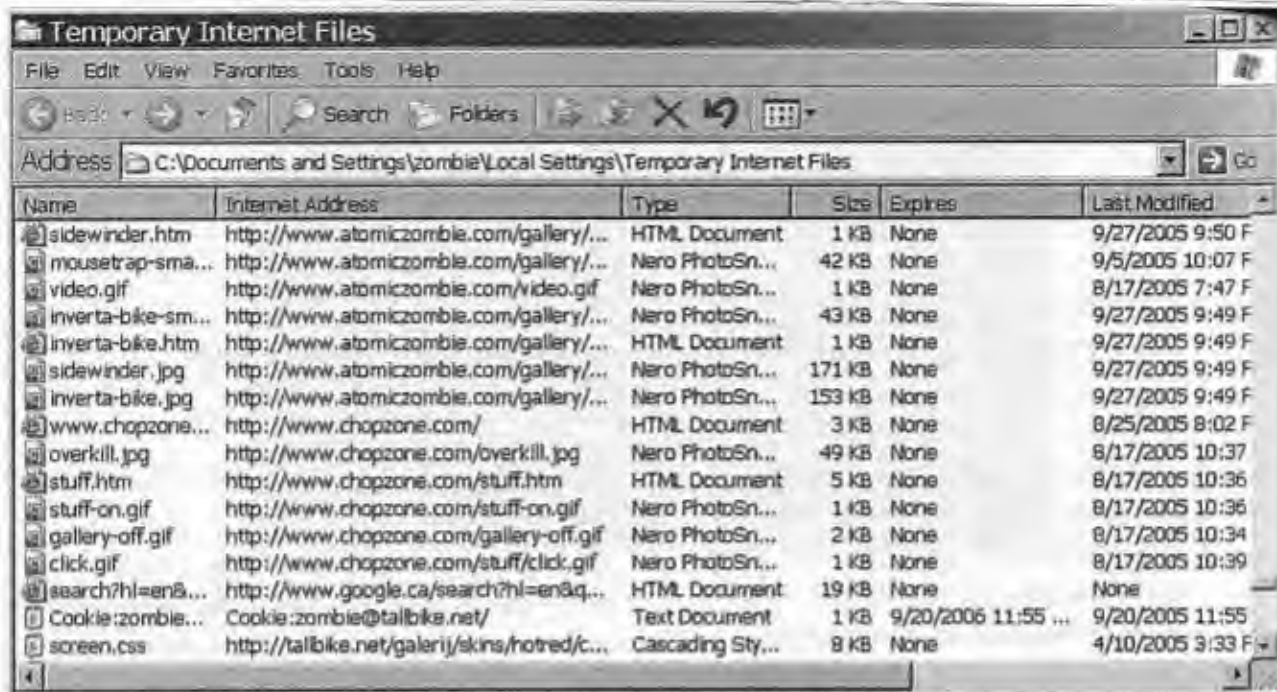 Temporary Internet Files
File Edit View Favorites Tools Help
Back Search Folders
Address C:\Documents and Settings\zombie\Local Settings\Temporary Internet Files Go
Name Internet Address Type Size Expires Last Modified
sidewinder.htm http://www.atomiczombie.com/gallery/... HTML Document 1 KB None 9/27/2005 9:50 F
mousetrap-sma... http://www.atomiczombie.com/gallery/... Nero PhotoSn... 42 KB None 9/5/2005 10:07 F
video.gif http://www.atomiczombie.com/video.gif Nero PhotoSn... 1 KB None 8/17/2005 7:47 F
inverta-bike-sm... http://www.atomiczombie.com/gallery/... Nero PhotoSn... 43 KB None 9/27/2005 9:49 F
inverta-bike.htm http://www.atomiczombie.com/gallery/... HTML Document 1 KB None 9/27/2005 9:49 F
sidewinder.jpg http://www.atomiczombie.com/gallery/... Nero PhotoSn... 171 KB None 9/27/2005 9:49 F
inverta-bike.jpg http://www.atomiczombie.com/gallery/... Nero PhotoSn... 153 KB None 9/27/2005 9:49 F
www.chopzone... http://www.chopzone.com/ HTML Document 3 KB None 8/25/2005 8:02 F
overkill.jpg http://www.chopzone.com/overkill.jpg Nero PhotoSn... 49 KB None 8/17/2005 10:37
stuff.htm http://www.chopzone.com/stuff.htm HTML Document 5 KB None 8/17/2005 10:36
stuff-on.gif http://www.chopzone.com/stuff-on.gif Nero PhotoSn... 1 KB None 8/17/2005 10:36
gallery-off.gif http://www.chopzone.com/gallery-off.gif Nero PhotoSn... 2 KB None 8/17/2005 10:34
click.gif http://www.chopzone.com/stuff/click.gif Nero PhotoSn... 1 KB None 8/17/2005 10:39
search?hl=en&... http://www.google.ca/search?hl=en&q... HTML Document 19 KB None None
Cookie:zombie... Cookie:zombie@tallbike.net/ Text Document 1 KB 9/20/2006 11:55 ... 9/20/2005 11:55
screen.css http://tallbike.net/galerij/skins/hotred/c... Cascading Sty... 8 KB None 4/10/2005 3:33 F